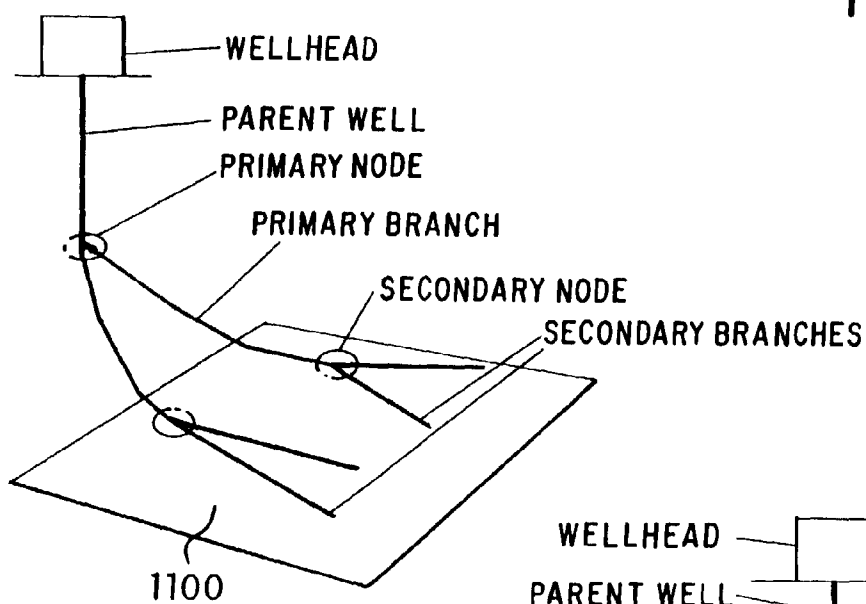 WELLHEAD
PARENT WELL
PRIMARY NODE
PRIMARY BRANCH
SECONDARY NODE
SECONDARY BRANCHES
1100
WELLHEAD
PARENT WELL